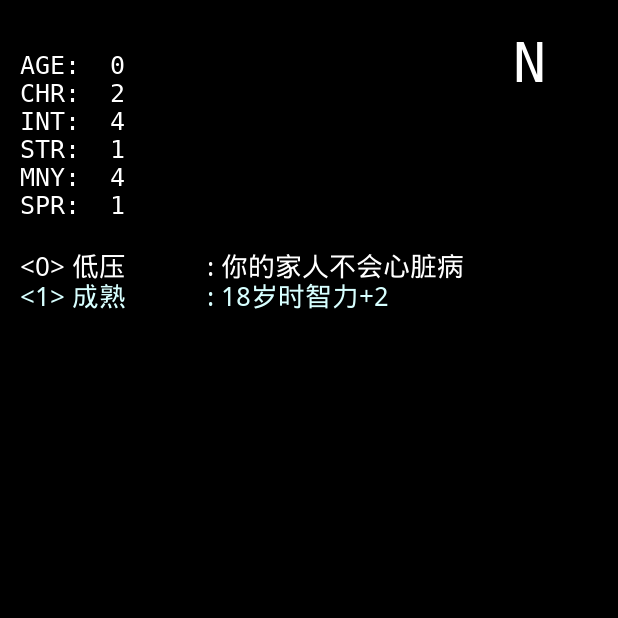 N
AGE: 0
CHR: 2
INT: 4
STR: 1
MNY: 4
SPR: 1
<0> 低压 :你的家人不会心脏病
<1> 成熟 :18岁时智力+2